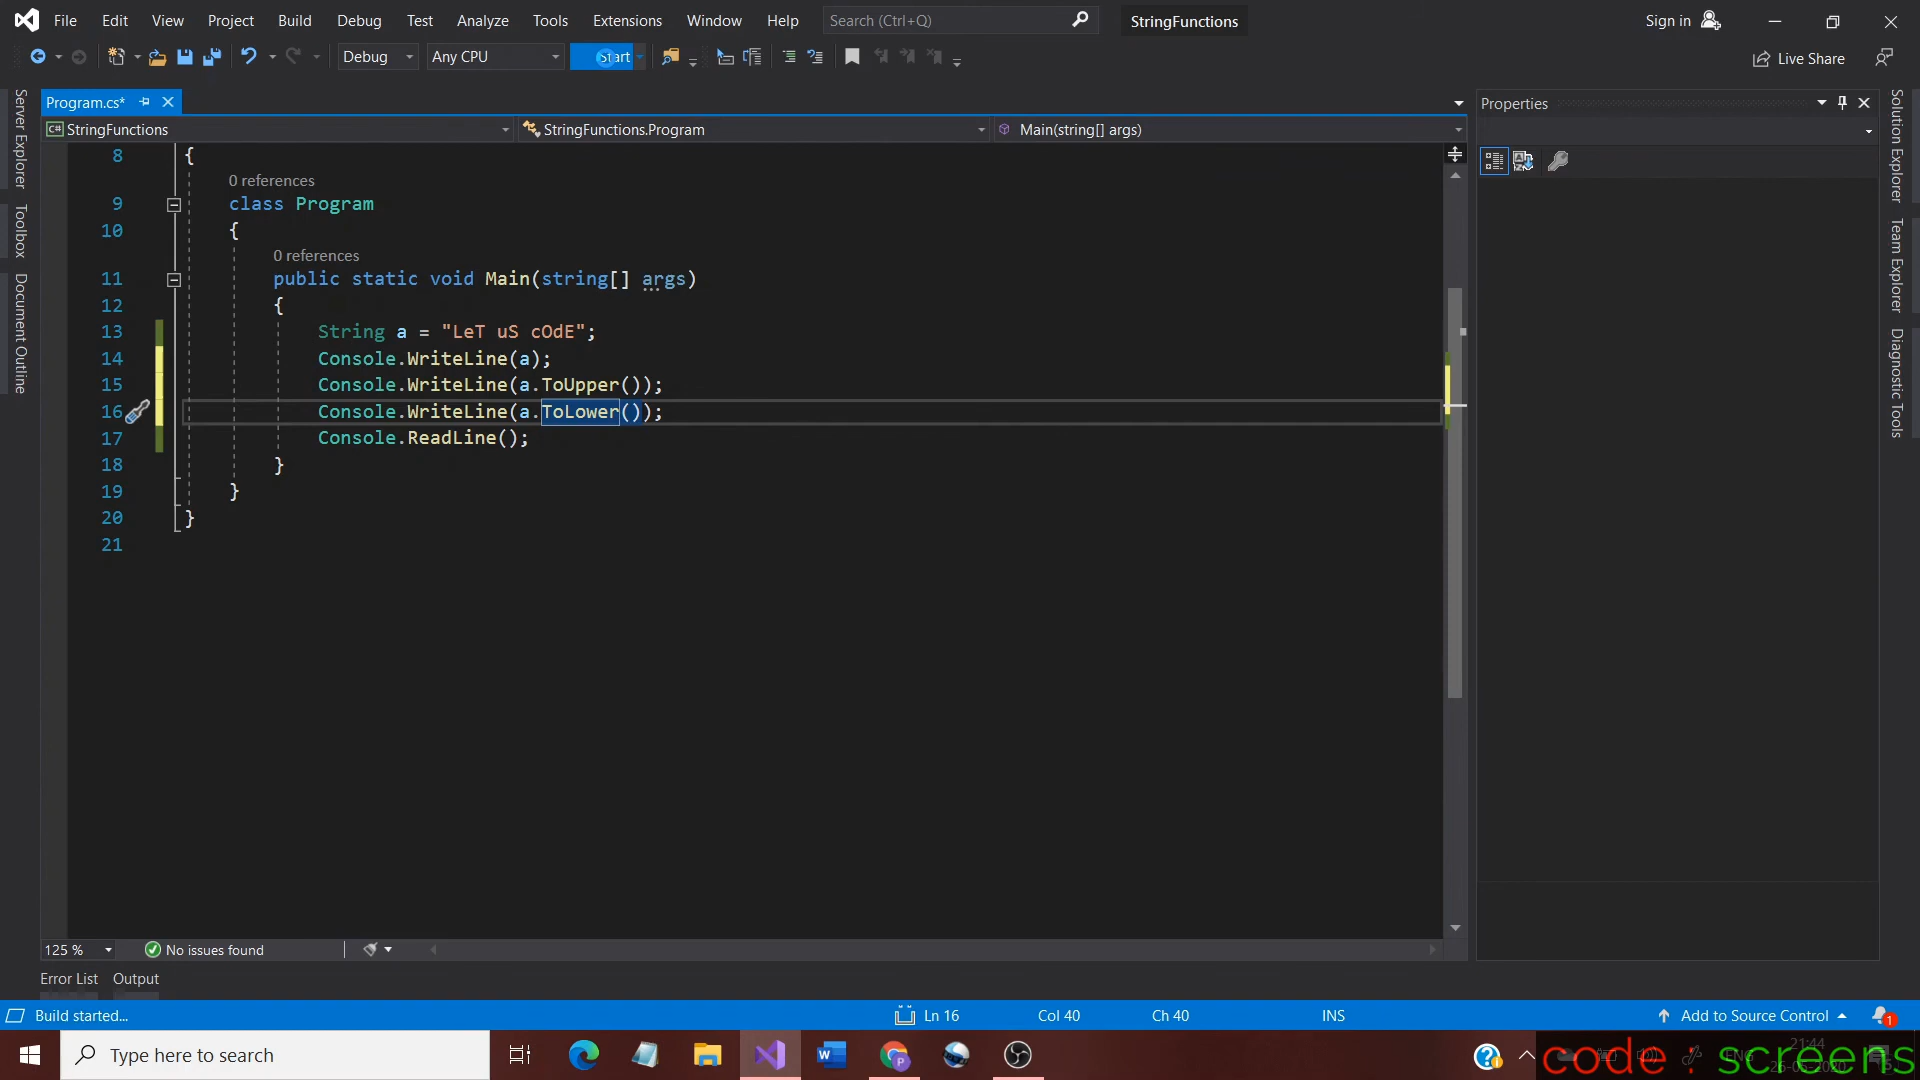 File Edit View Project Build Debug Test Analyze Tools Extensions Window Help Search (Ctrl+Q) StringFunctions Sign in
Debug Any CPU Start Live Share
Program.cs*
Properties
C# StringFunctions StringFunctions.Program Main(string[] args)
Server Explorer
Toolbox
Document Outline
8 {
0 references
9 class Program
10 {
0 references
11 public static void Main(string[] args)
12 {
13 String a = "LeT uS cOdE";
14 Console.WriteLine(a);
15 Console.WriteLine(a.ToUpper());
16 Console.WriteLine(a.ToLower());
17 Console.ReadLine();
18 }
19 }
20 }
21
Solution Explorer
Team Explorer
Diagnostic Tools
125 % No issues found
Error List Output
Build started... Ln 16 Col 40 Ch 40 INS Add to Source Control 1
Type here to search
21:44
code : screens